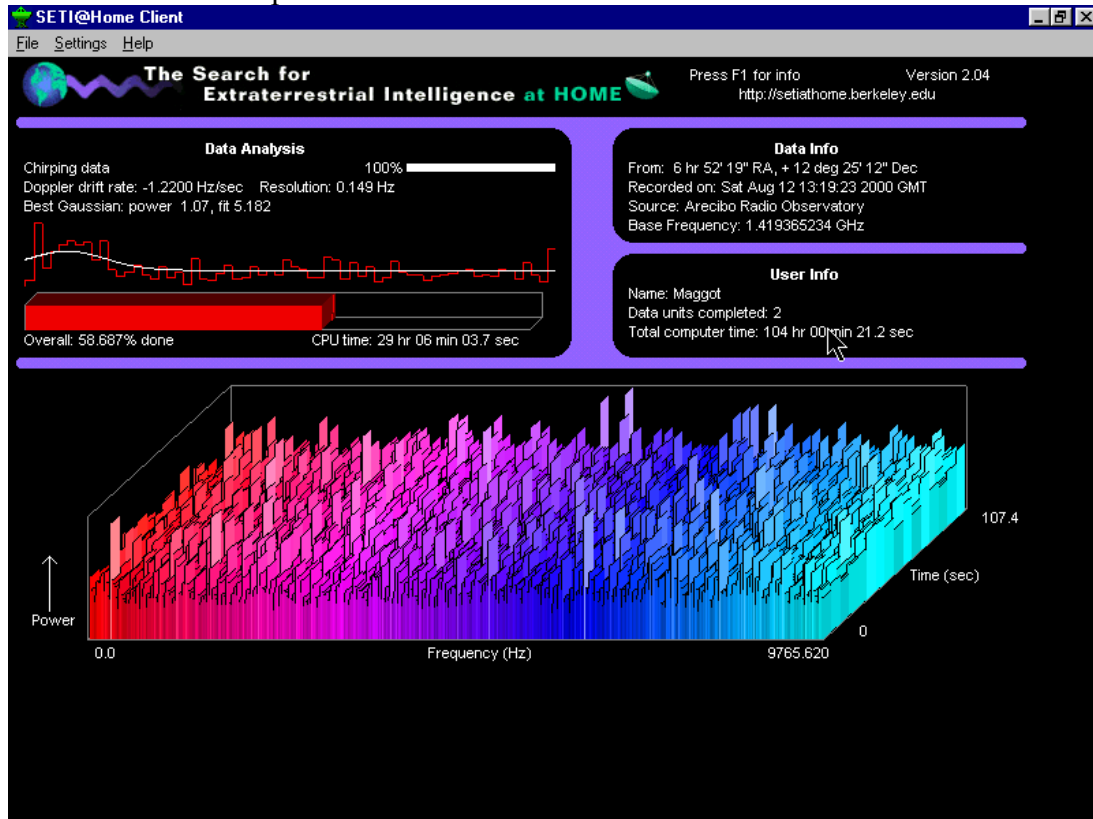 SETI@Home Client
File Settings Help
The Search for
Extraterrestrial Intelligence at HOME
Press F1 for info Version 2.04
http://setiathome.berkeley.edu
Data Analysis
Chirping data 100%
Doppler drift rate: -1.2200 Hz/sec Resolution: 0.149 Hz
Best Gaussian: power 1.07, fit 5.182
Overall: 58.687% done CPU time: 29 hr 06 min 03.7 sec
Data Info
From: 6 hr 52' 19" RA, + 12 deg 25' 12" Dec
Recorded on: Sat Aug 12 13:19:23 2000 GMT
Source: Arecibo Radio Observatory
Base Frequency: 1.419365234 GHz
User Info
Name: Maggot
Data units completed: 2
Total computer time: 104 hr 00 min 21.2 sec
107.4
Time (sec)
Power
0
0.0 Frequency (Hz) 9765.620